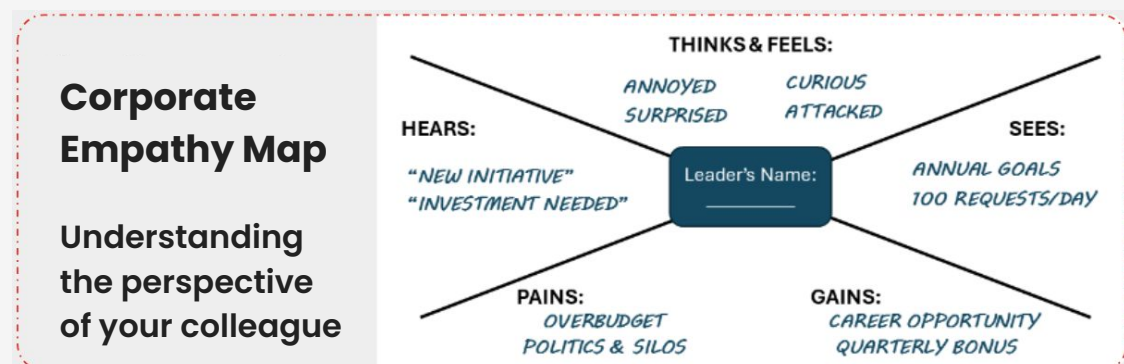 Corporate
Empathy Map
Understanding
the perspective
of your colleague
THINKS & FEELS:
ANNOYED
CURIOUS
SURPRISED
ATTACKED
HEARS:
"NEW INITIATIVE"
"INVESTMENT NEEDED"
Leader's Name:
SEES:
ANNUAL GOALS
100 REQUESTS/DAY
PAINS:
OVERBUDGET
POLITICS & SILOS
GAINS:
CAREER OPPORTUNITY
QUARTERLY BONUS